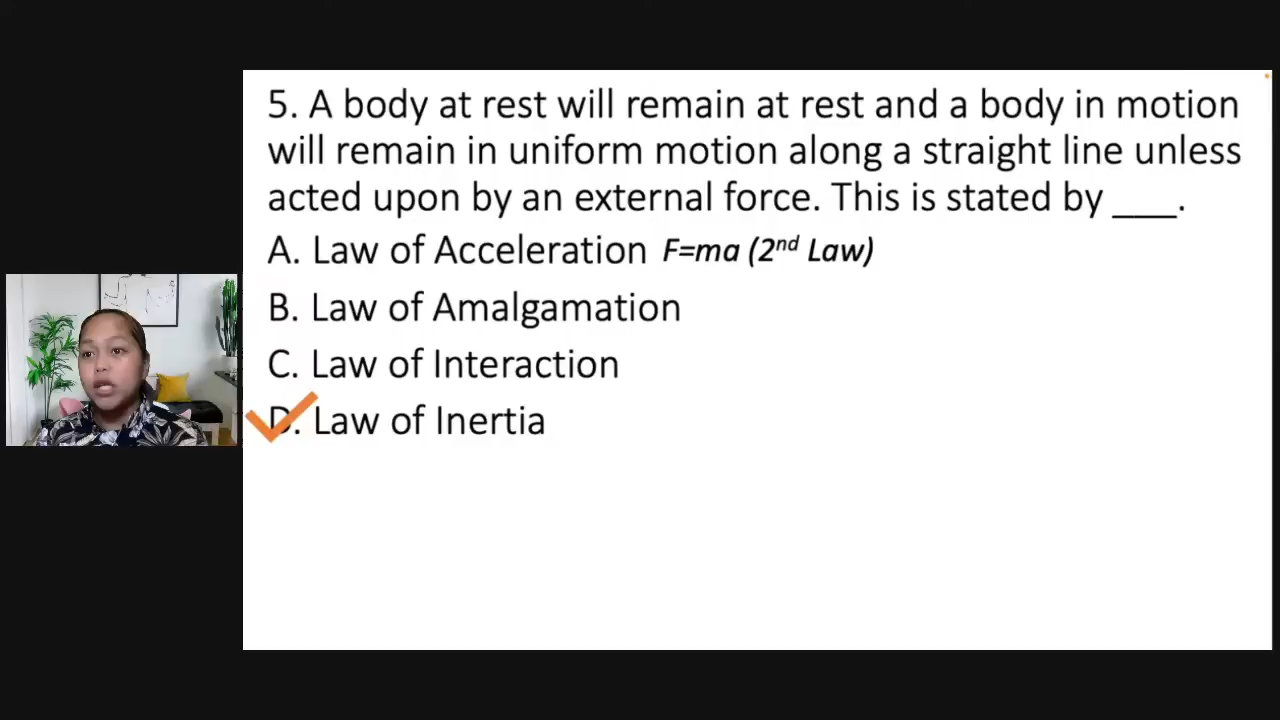 5. A body at rest will remain at rest and a body in motion
will remain in uniform motion along a straight line unless
acted upon by an external force. This is stated by ___.
A. Law of Acceleration F=ma (2nd Law)
B. Law of Amalgamation
C. Law of Interaction
D. Law of Inertia